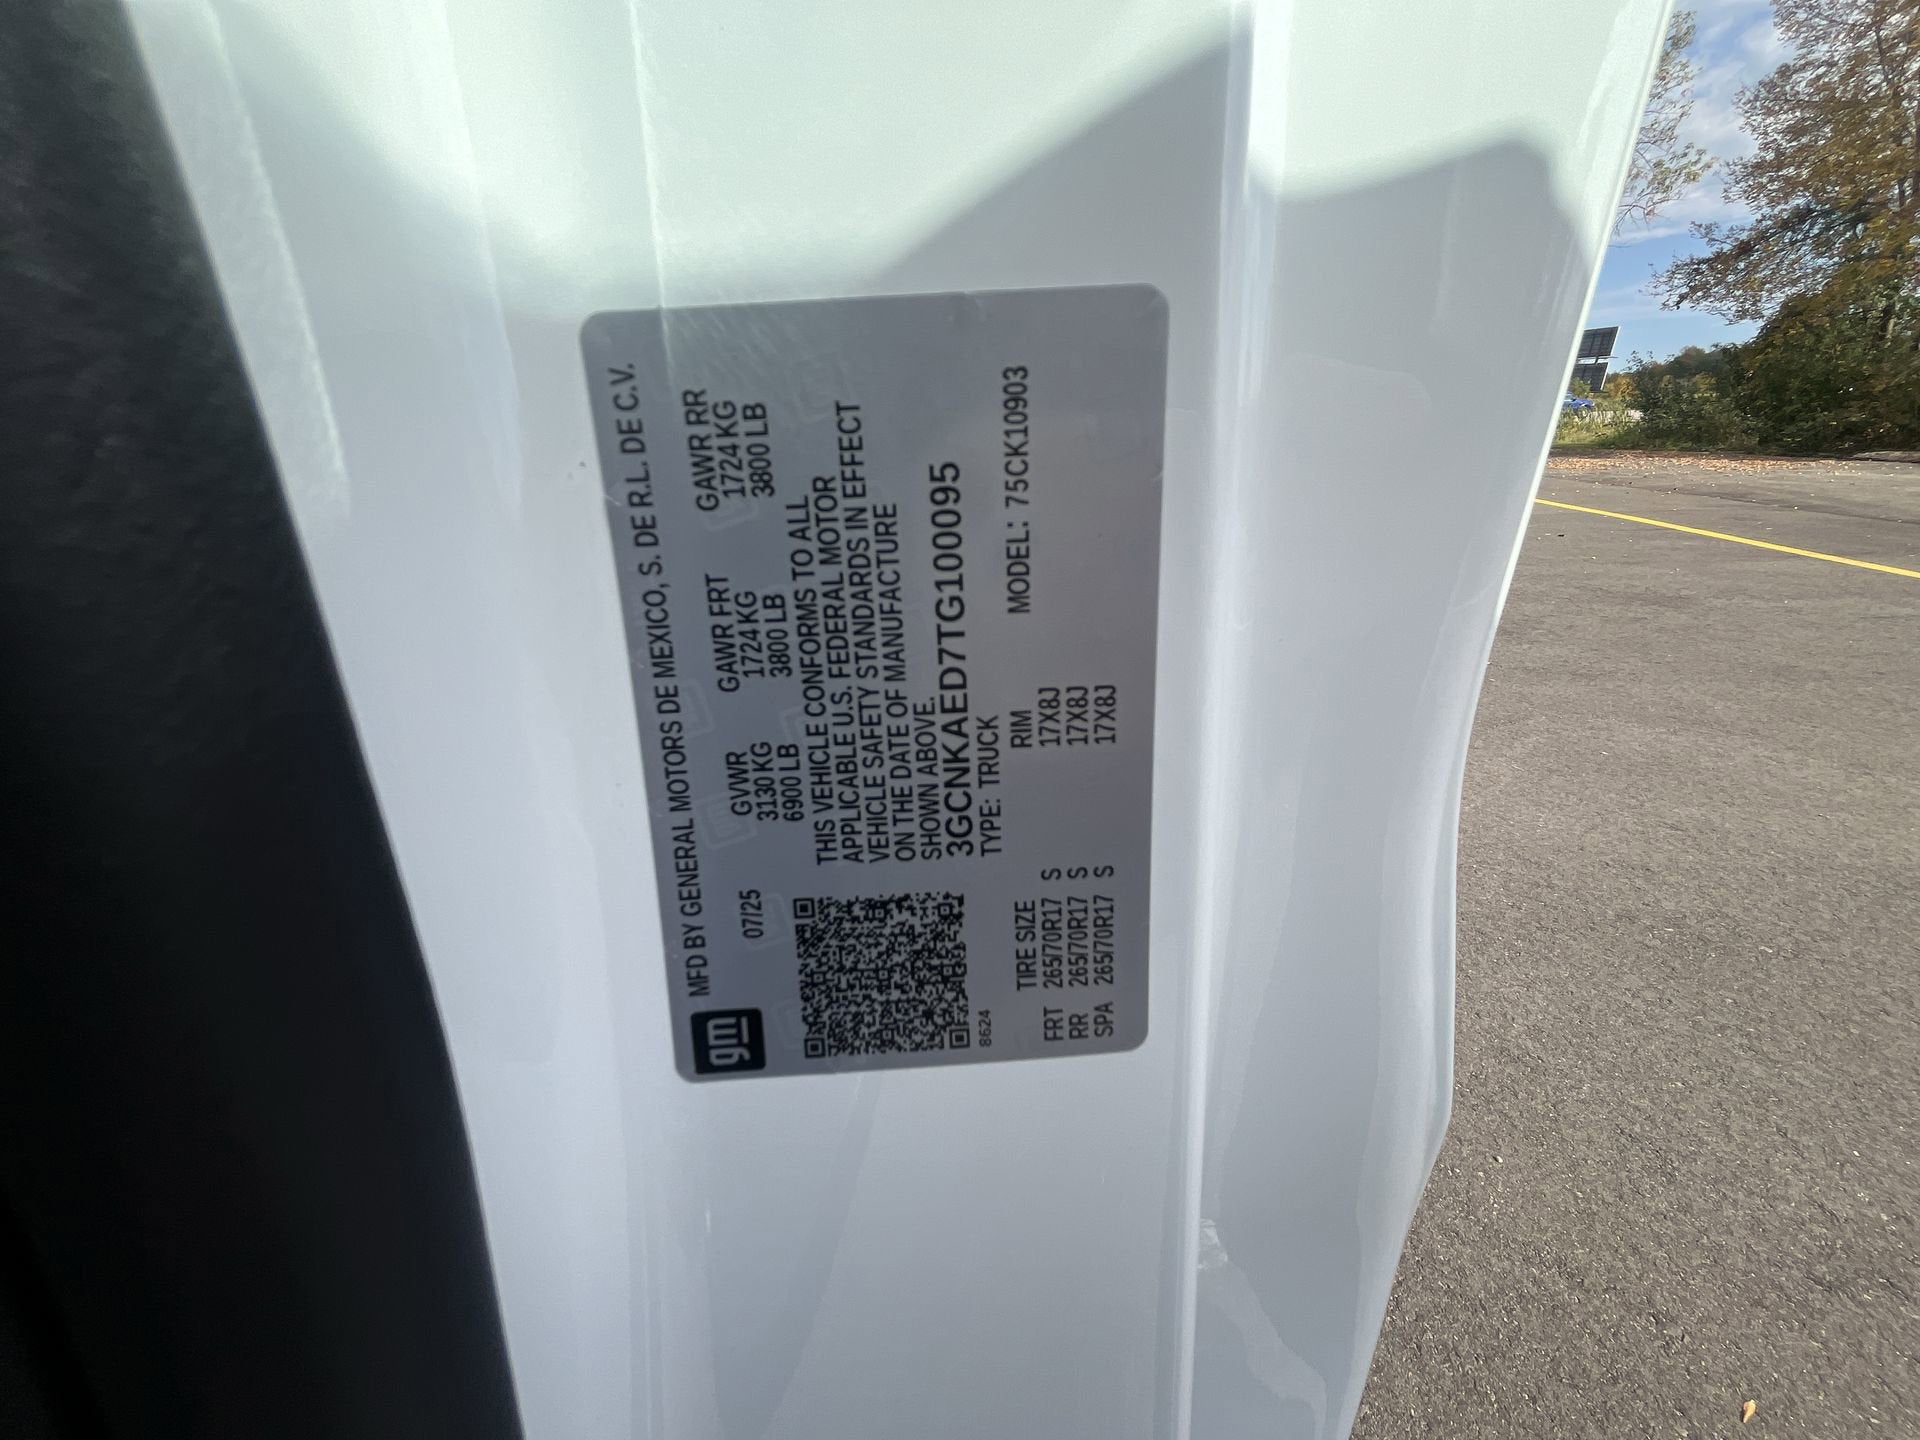 gm
MFD BY GENERAL MOTORS DE MEXICO, S. DE R.L. DE C.V.
07/25 GVWR GAWR FRT GAWR RR
3130 KG 1724 KG 1724 KG
6900 LB 3800 LB 3800 LB
THIS VEHICLE CONFORMS TO ALL
APPLICABLE U.S. FEDERAL MOTOR
VEHICLE SAFETY STANDARDS IN EFFECT
ON THE DATE OF MANUFACTURE
SHOWN ABOVE.
3GCNKAED7TG100095
8624 TYPE: TRUCK MODEL: 75CK10903
TIRE SIZE RIM
FRT 265/70R17 S 17X8J
RR 265/70R17 S 17X8J
SPA 265/70R17 S 17X8J